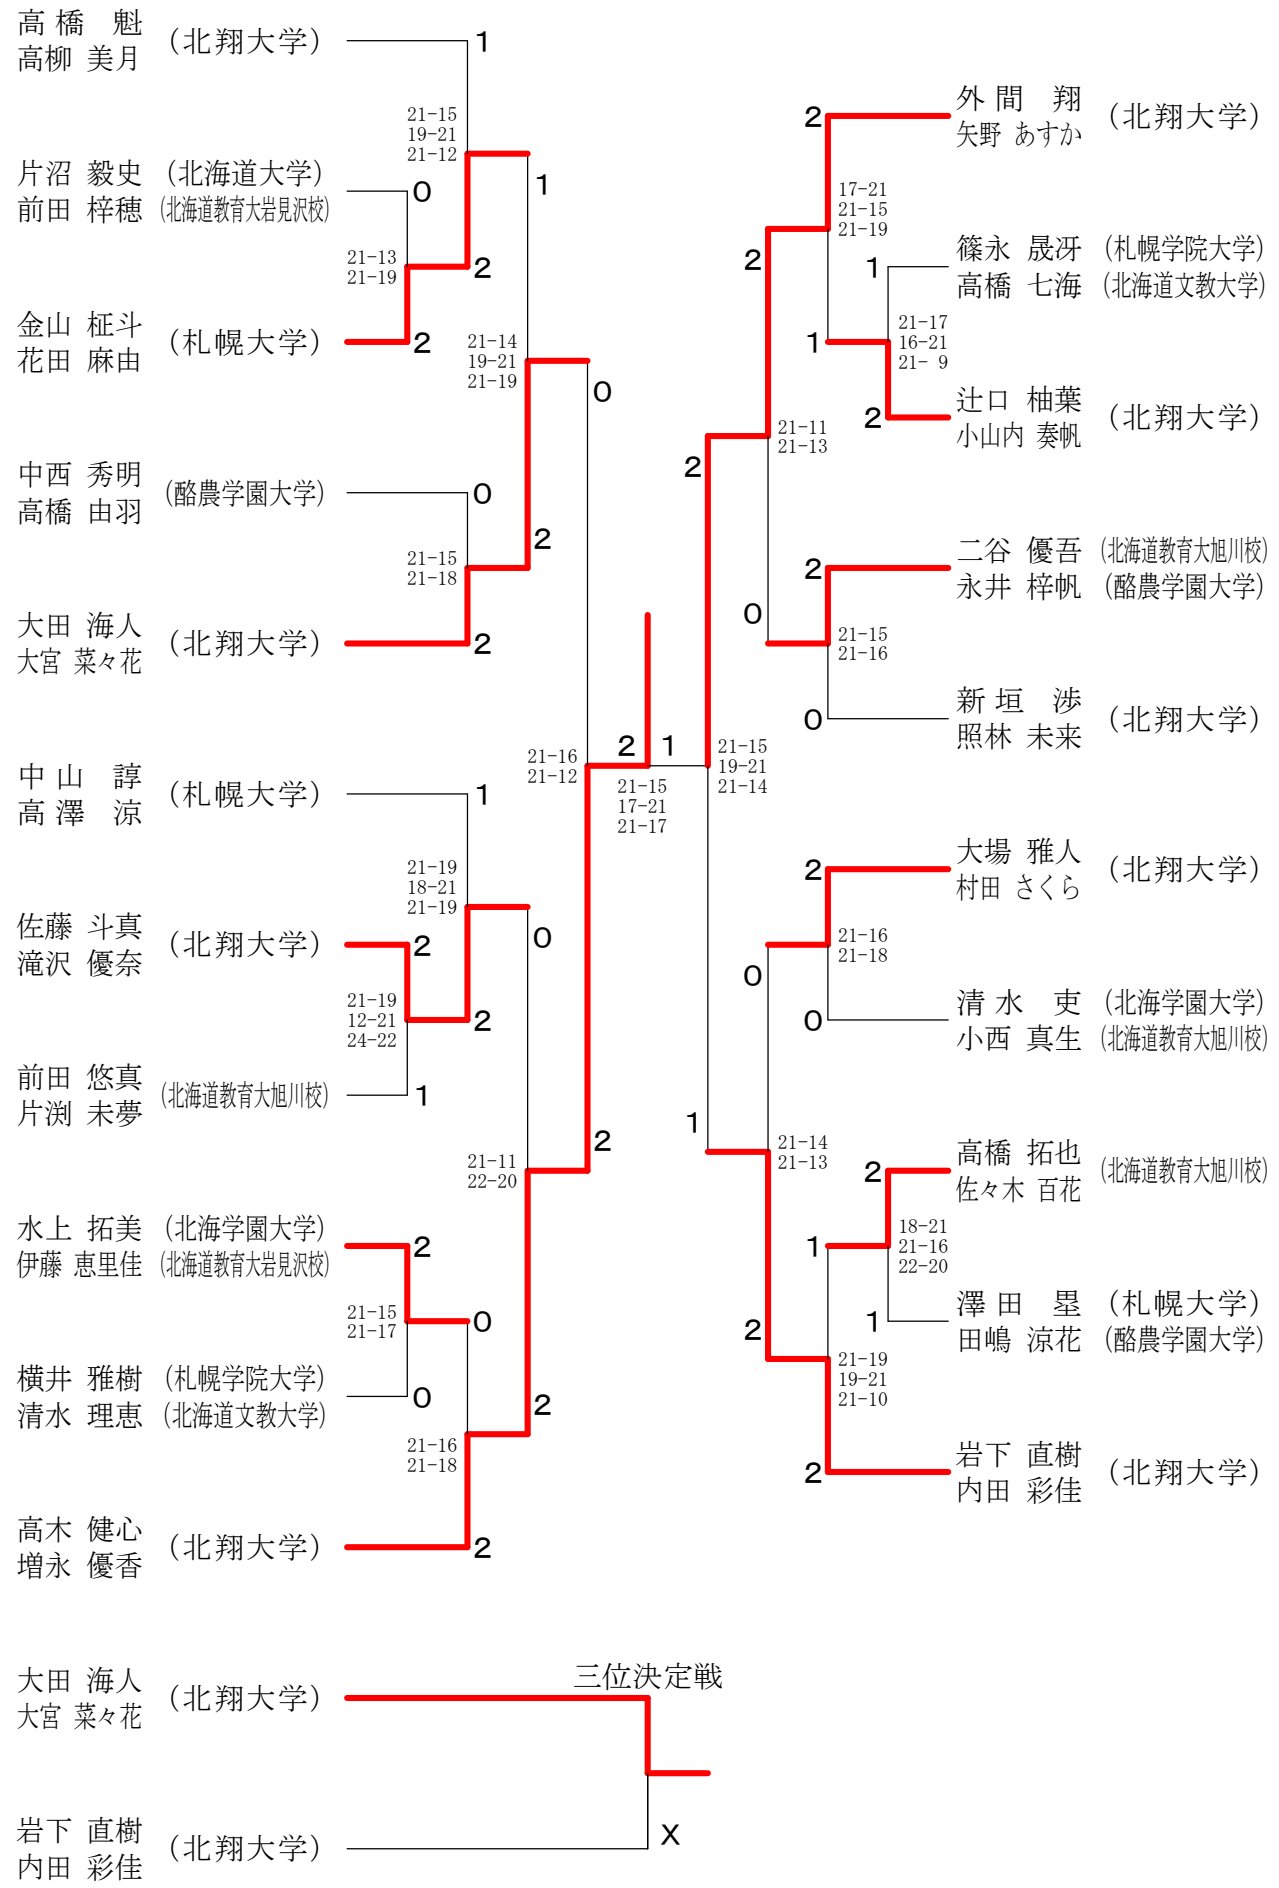 高橋 魁 (北翔大学) 1
高柳 美月
21-15
19-21
21-12
片沼 毅史 (北海道大学) 0
前田 梓穂 (北海道教育大岩見沢校)
1
21-13
21-19
2
金山 柾斗 (札幌大学) 2
花田 麻由
21-14
19-21
21-19
0
中西 秀明 (酪農学園大学) 0
高橋 由羽
2
21-15
21-18
大田 海人 (北翔大学) 2
大宮 菜々花
21-16
21-12
中山 諄 (札幌大学) 1
高澤 涼
21-19
18-21
21-19
佐藤 斗真 (北翔大学) 2
滝沢 優奈
0
21-19
12-21
24-22
2
前田 悠真 (北海道教育大旭川校) 1
片渕 未夢
2
21-11
22-20
水上 拓美 (北海学園大学) 2
伊藤 恵里佳 (北海道教育大岩見沢校)
21-15
21-17
0
横井 雅樹 (札幌学院大学) 0
清水 理恵 (北海道文教大学)
2
21-16
21-18
高木 健心 (北翔大学) 2
増永 優香
2 1
21-15
17-21
21-17
2 外間 翔 (北翔大学)
矢野 あすか
17-21
21-15
21-19
2
1 篠永 晟冴 (札幌学院大学)
高橋 七海 (北海道文教大学)
21-17
16-21
21- 9
1
2 辻口 柚葉 (北翔大学)
小山内 奏帆
21-11
21-13
2
2 二谷 優吾 (北海道教育大旭川校)
永井 梓帆 (酪農学園大学)
0
21-15
21-16
0 新垣 渉 (北翔大学)
照林 未来
21-15
19-21
21-14
2 大場 雅人 (北翔大学)
村田 さくら
21-16
21-18
0
0 清水 吏 (北海学園大学)
小西 真生 (北海道教育大旭川校)
1
21-14
21-13
2 高橋 拓也 (北海道教育大旭川校)
佐々木 百花
18-21
21-16
22-20
1
1 澤田 塁 (札幌大学)
田嶋 涼花 (酪農学園大学)
2
21-19
19-21
21-10
2 岩下 直樹 (北翔大学)
内田 彩佳
三位決定戦
大田 海人 (北翔大学)
大宮 菜々花
X
岩下 直樹 (北翔大学)
内田 彩佳